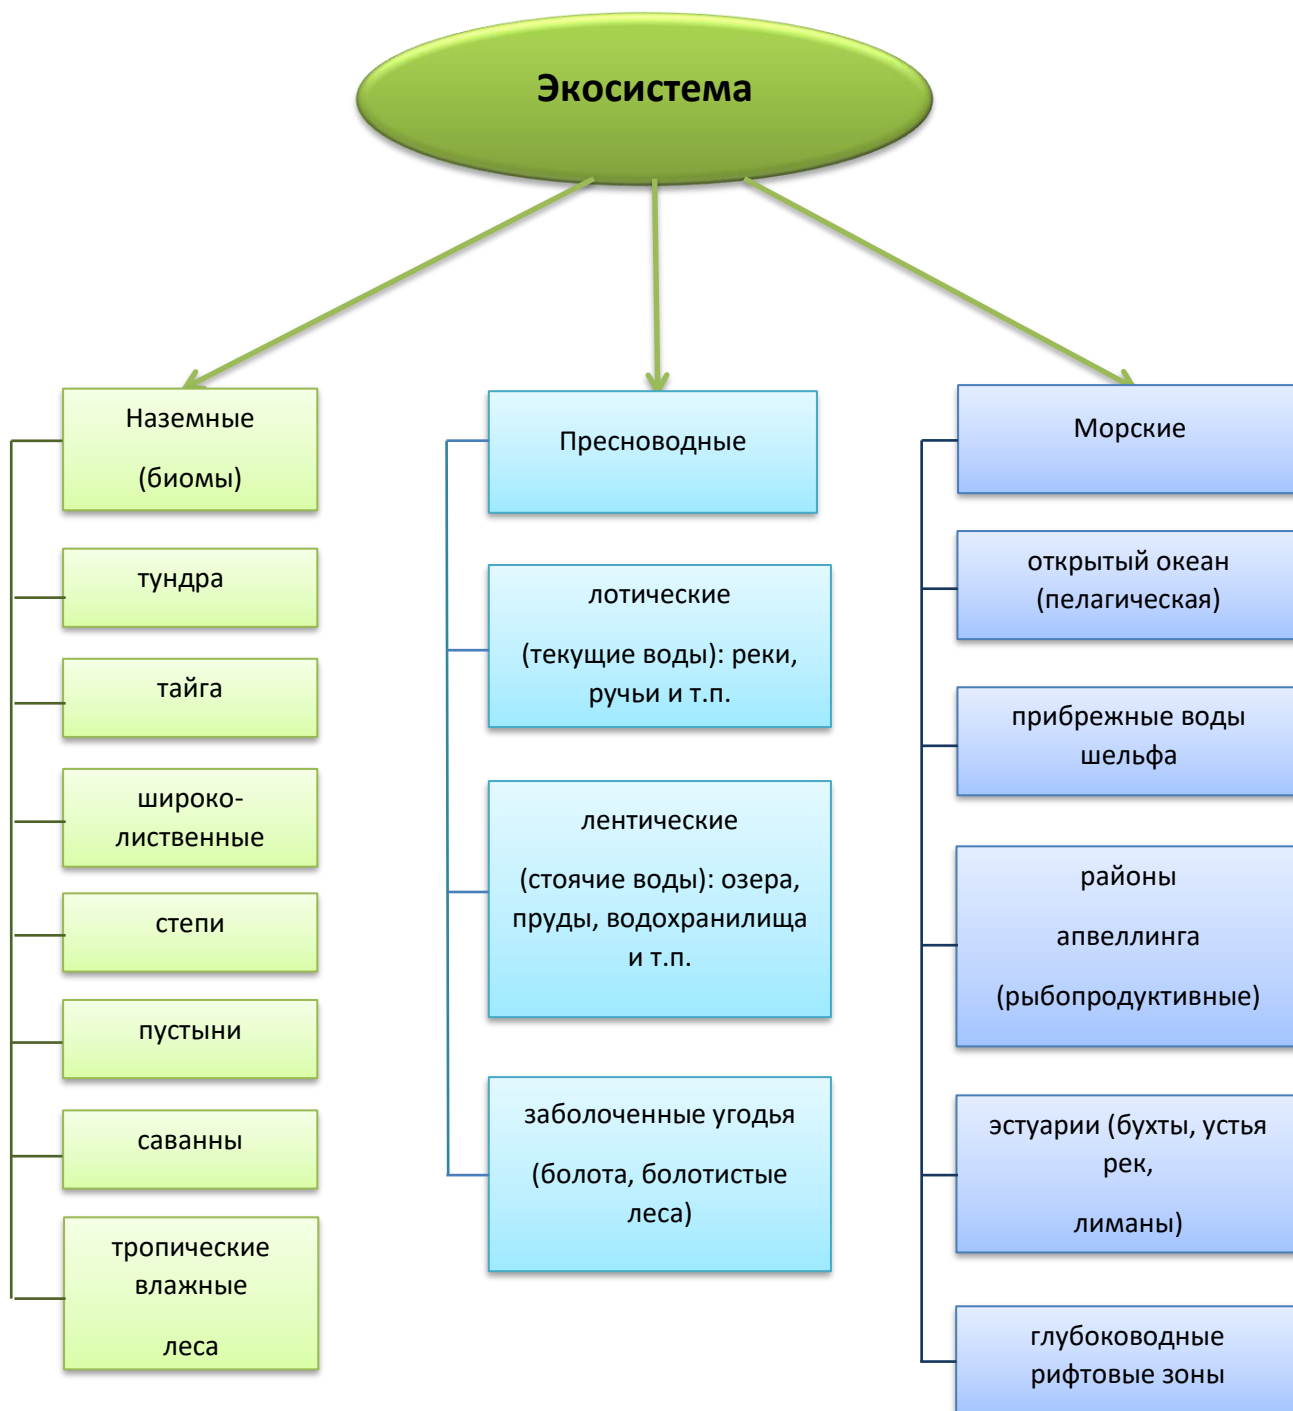 Экосистема
Наземные
(биомы)
тундра
тайга
широко-
лиственные
степи
пустыни
саванны
тропические
влажные
леса
Пресноводные
лотические
(текущие воды): реки,
ручьи и т.п.
лентические
(стоячие воды): озера,
пруды, водохранилища
и т.п.
заболоченные угодья
(болота, болотистые
леса)
Морские
открытый океан
(пелагическая)
прибрежные воды
шельфа
районы
апвеллинга
(рыбопродуктивные)
эстуарии (бухты, устья
рек,
лиманы)
глубоководные
рифтовые зоны